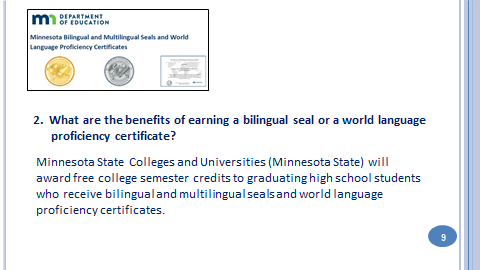 DEPARTMENT
OF EDUCATION
Minnesota Bilingual and Multilingual Seals and World
Language Proficiency Certificates
2. What are the benefits of earning a bilingual seal or a world language
proficiency certificate?
Minnesota State Colleges and Universities (Minnesota State) will
award free college semester credits to graduating high school students
who receive bilingual and multilingual seals and world language
proficiency certificates.
9